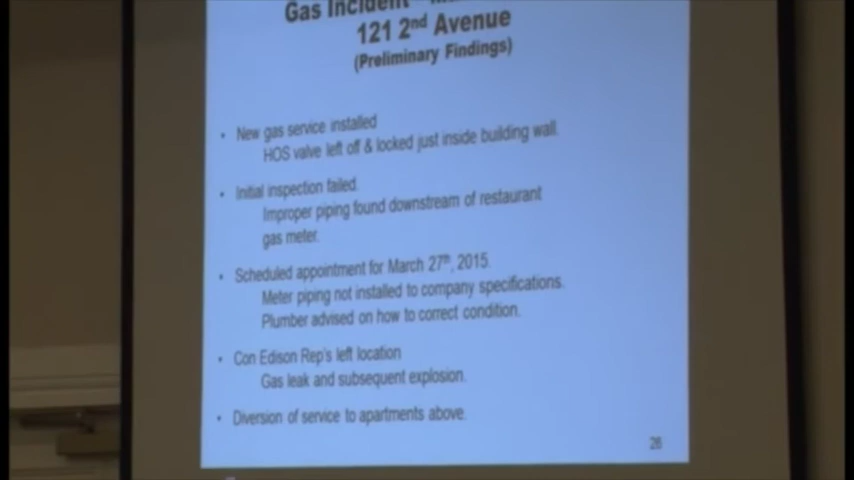 Gas Incident
121 2nd Avenue
(Preliminary Findings)
• New gas service installed
HOS valve left off & locked just inside building wall.
• Initial inspection failed.
Improper piping found downstream of restaurant
gas meter.
• Scheduled appointment for March 27th, 2015.
Meter piping not installed to company specifications.
Plumber advised on how to correct condition.
• Con Edison Rep's left location
Gas leak and subsequent explosion.
• Diversion of service to apartments above.
26